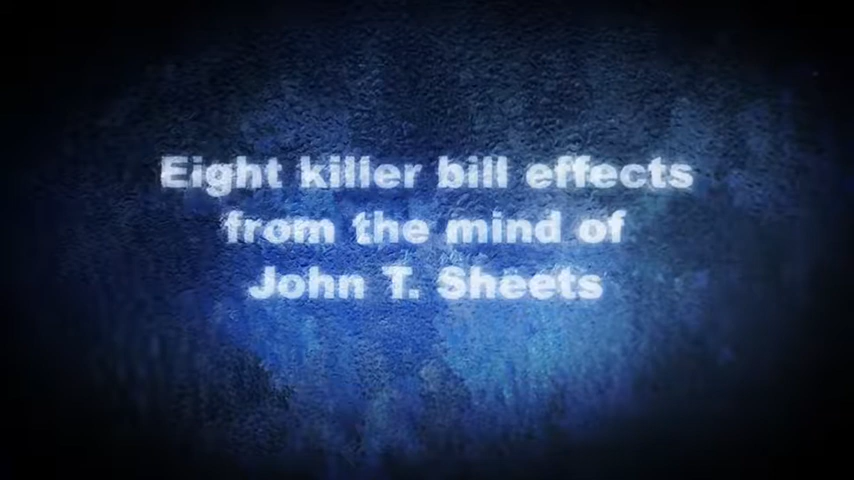 Eight killer bill effects
from the mind of
John T. Sheets